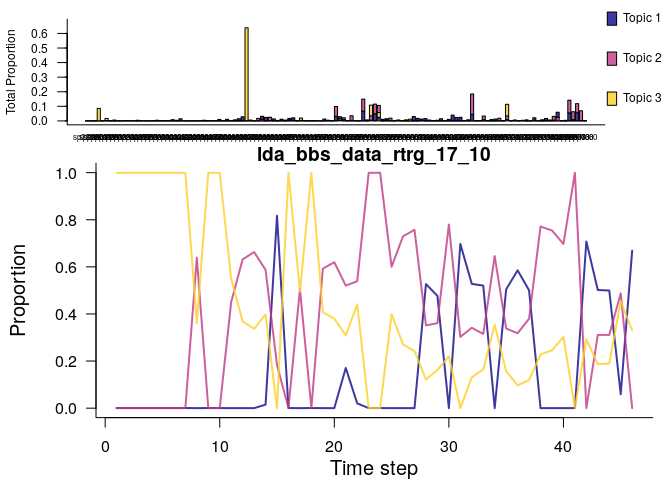 Total Proportion
0.6
0.5
0.4
0.3
0.2
0.1
0.0
Topic 1
Topic 2
Topic 3
lda_bbs_data_rtrg_17_10
Proportion
1.0
0.8
0.6
0.4
0.2
0.0
0 10 20 30 40
Time step